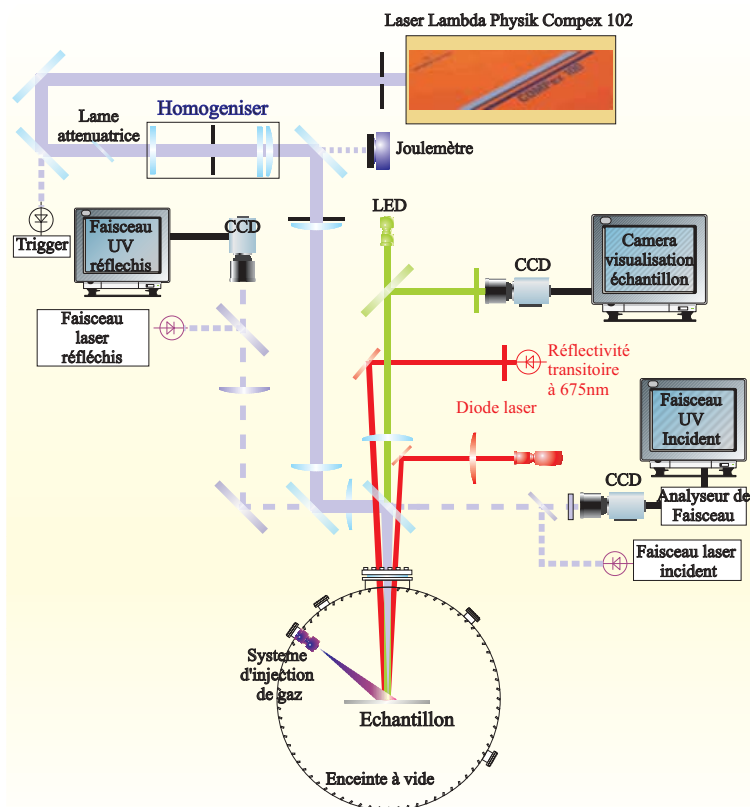 Laser Lambda Physik Compex 102
COMPex 100
Lame
attenuatrice
Homogeniser
Joulemètre
LED
Trigger
Faisceau
UV
réflechis
CCD
CCD
Camera
visualisation
échantillon
Faisceau
laser
réfléchis
Réflectivité
transitoire
à 675nm
Diode laser
Faisceau
UV
Incident
CCD
Analyseur de
Faisceau
Faisceau laser
incident
Systeme
d'injection
de gaz
Echantillon
Enceinte à vide